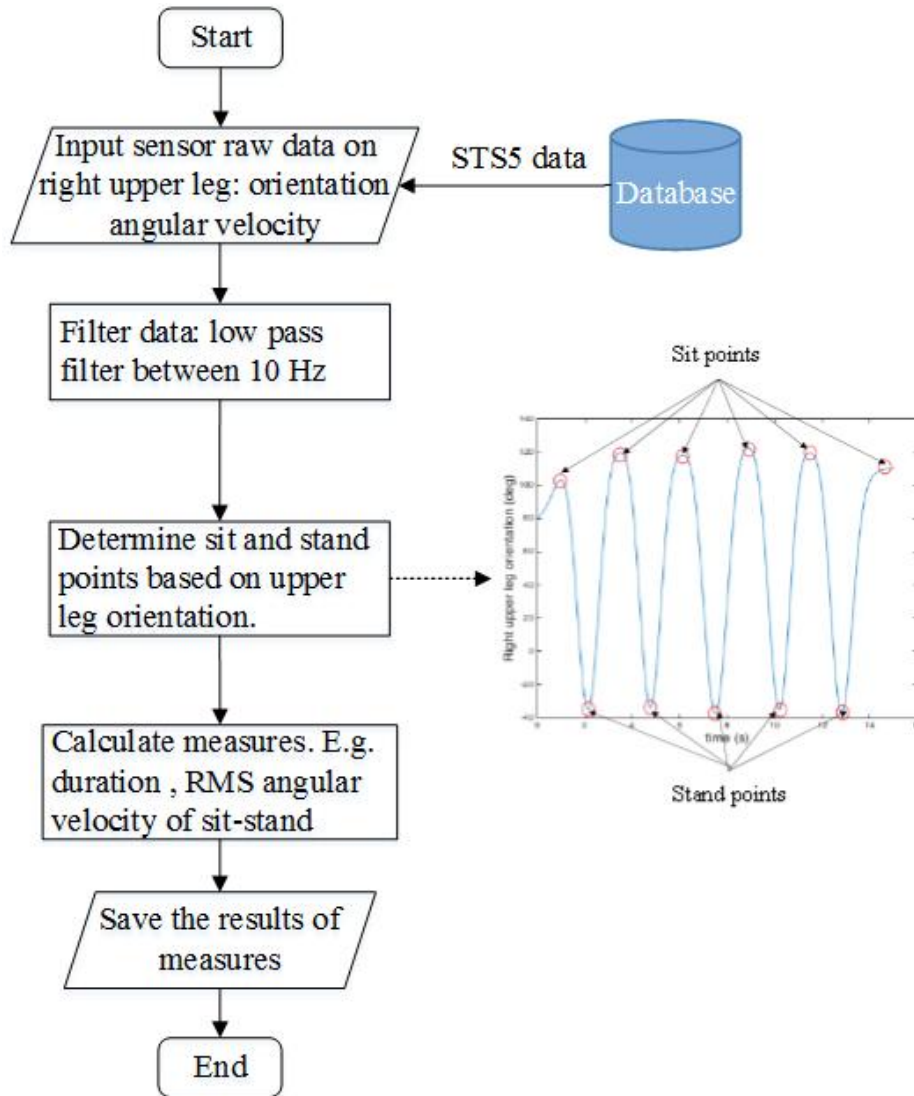 Start
Input sensor raw data on
right upper leg: orientation
angular velocity
STS5 data
Database
Filter data: low pass
filter between 10 Hz
Sit points
Determine sit and stand
points based on upper
leg orientation.
Right upper leg orientation (deg)
time (s)
Stand points
Calculate measures. E.g.
duration , RMS angular
velocity of sit-stand
Save the results of
measures
End